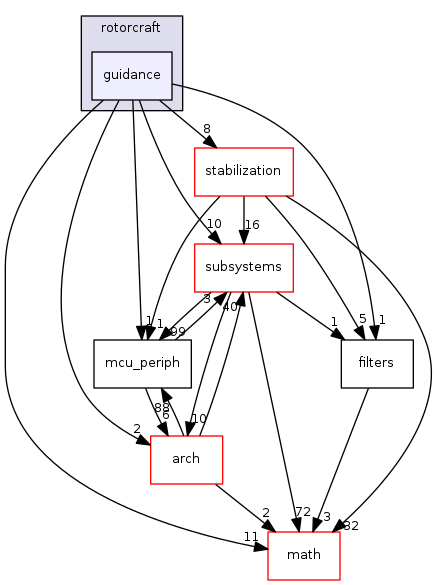 rotorcraft
guidance
8
stabilization
10
16
subsystems
3
40
1
1
99
1
5
1
mcu_periph
filters
88
6
10
2
arch
11
2
72
3
32
math